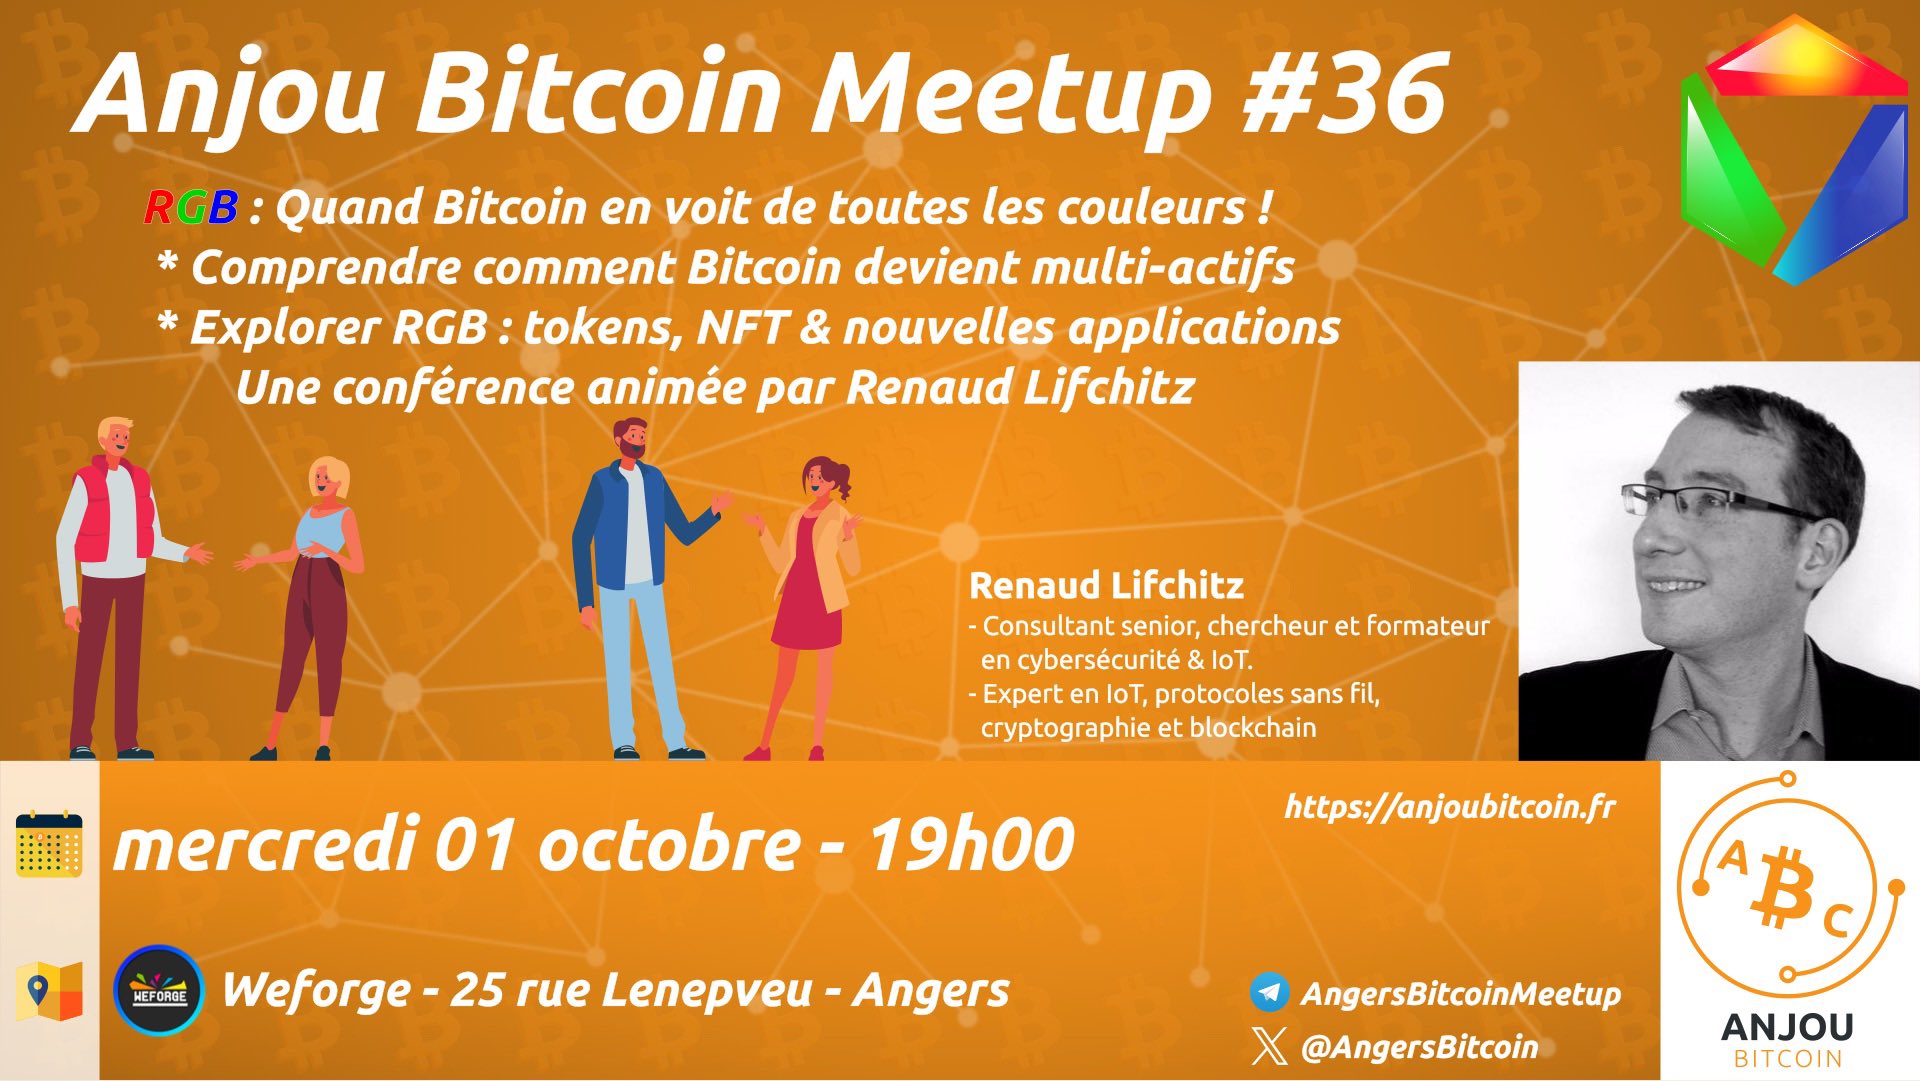 Anjou Bitcoin Meetup #36
RGB : Quand Bitcoin en voit de toutes les couleurs !
* Comprendre comment Bitcoin devient multi-actifs
* Explorer RGB : tokens, NFT & nouvelles applications
Une conférence animée par Renaud Lifchitz
Renaud Lifchitz
- Consultant senior, chercheur et formateur
en cybersécurité & IoT.
- Expert en IoT, protocoles sans fil,
cryptographie et blockchain
mercredi 01 octobre - 19h00
https://anjoubitcoin.fr
WEFORGE
Weforge - 25 rue Lenepveu - Angers
AngersBitcoinMeetup
@AngersBitcoin
A ₿ C
ANJOU
BITCOIN